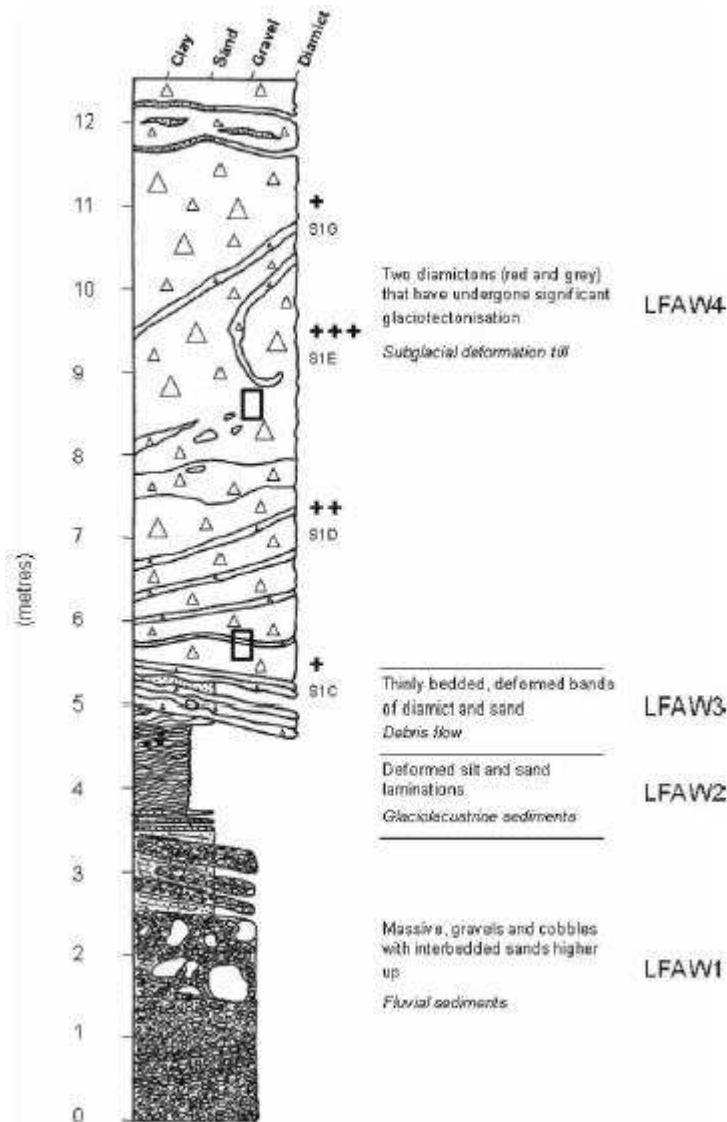 Clay
Sand
Gravel
Diamict
12
11
10
9
8
7
6
5
4
3
2
1
0
(metres)
+
S1G
+++
S1E
++
S1D
+
S1C
Two diamictons (red and grey)
that have undergone significant
glaciotectonisation
Subglacial deformation till
LFAW4
Thinly bedded, deformed bands
of diamict and sand
Debris flow
LFAW3
Deformed silt and sand
laminations
Glaciolacustrine sediments
LFAW2
Massive, gravels and cobbles
with interbedded sands higher
up
Fluvial sediments
LFAW1